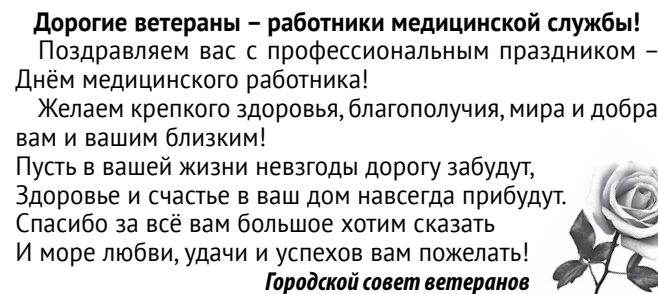 Дорогие ветераны – работники медицинской службы!
Поздравляем вас с профессиональным праздником –
Днём медицинского работника!
Желаем крепкого здоровья, благополучия, мира и добра
вам и вашим близким!
Пусть в вашей жизни невзгоды дорогу забудут,
Здоровье и счастье в ваш дом навсегда прибудут.
Спасибо за всё вам большое хотим сказать
И море любви, удачи и успехов вам пожелать!
Городской совет ветеранов